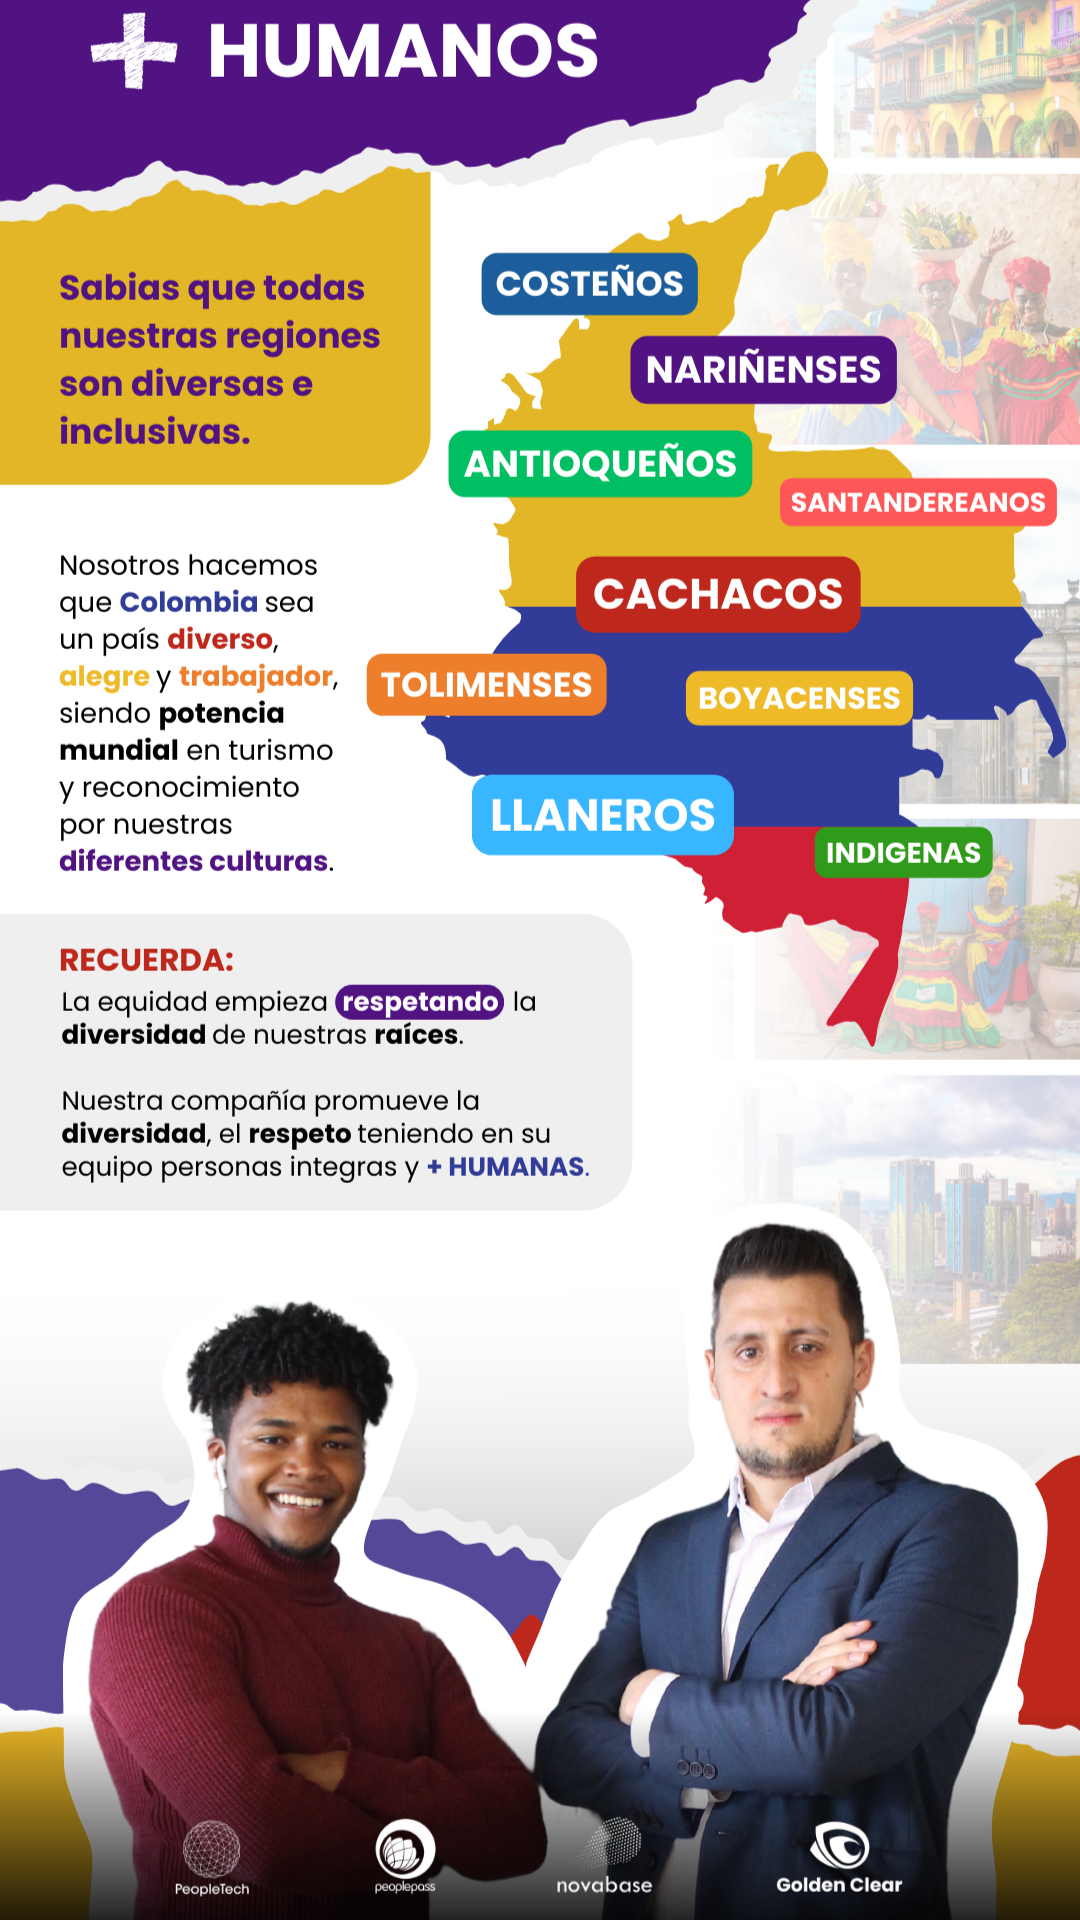 + HUMANOS
Sabias que todas
nuestras regiones
son diversas e
inclusivas.
COSTEÑOS
NARIÑENSES
ANTIOQUEÑOS
SANTANDEREANOS
CACHACOS
TOLIMENSES
BOYACENSES
LLANEROS
INDIGENAS
Nosotros hacemos
que Colombia sea
un país diverso,
alegre y trabajador,
siendo potencia
mundial en turismo
y reconocimiento
por nuestras
diferentes culturas.
RECUERDA:
La equidad empieza respetando la
diversidad de nuestras raíces.
Nuestra compañía promueve la
diversidad, el respeto teniendo en su
equipo personas integras y + HUMANAS.
PeopleTech
peoplepass
novabase
Golden Clear